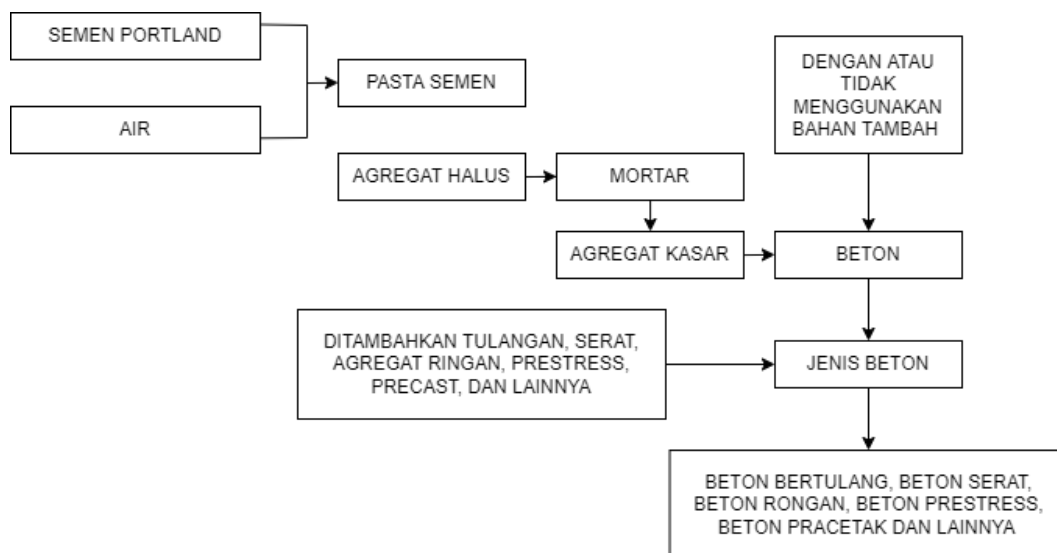 SEMEN PORTLAND
PASTA SEMEN
AIR
DENGAN ATAU
TIDAK
MENGGUNAKAN
BAHAN TAMBAH
AGREGAT HALUS
MORTAR
AGREGAT KASAR
BETON
DITAMBAHKAN TULANGAN, SERAT,
AGREGAT RINGAN, PRESTRESS,
PRECAST, DAN LAINNYA
JENIS BETON
BETON BERTULANG, BETON SERAT,
BETON RONGAN, BETON PRESTRESS,
BETON PRACETAK DAN LAINNYA